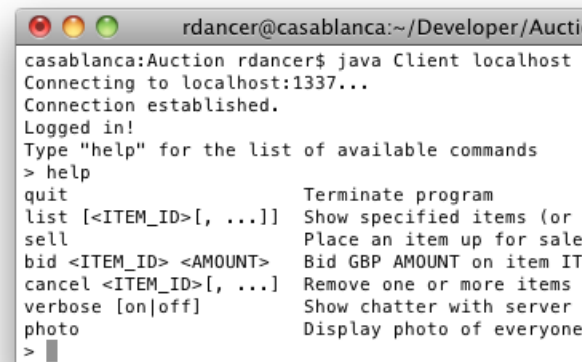 rdancer@casablanca:~/Developer/Aucti
casablanca:Auction rdancer$ java Client localhost
Connecting to localhost:1337...
Connection established.
Logged in!
Type "help" for the list of available commands
> help
quit Terminate program
list [<ITEM_ID>[, ...]] Show specified items (or
sell Place an item up for sale
bid <ITEM_ID> <AMOUNT> Bid GBP AMOUNT on item IT
cancel <ITEM_ID>[, ...] Remove one or more items
verbose [on|off] Show chatter with server
photo Display photo of everyone
>